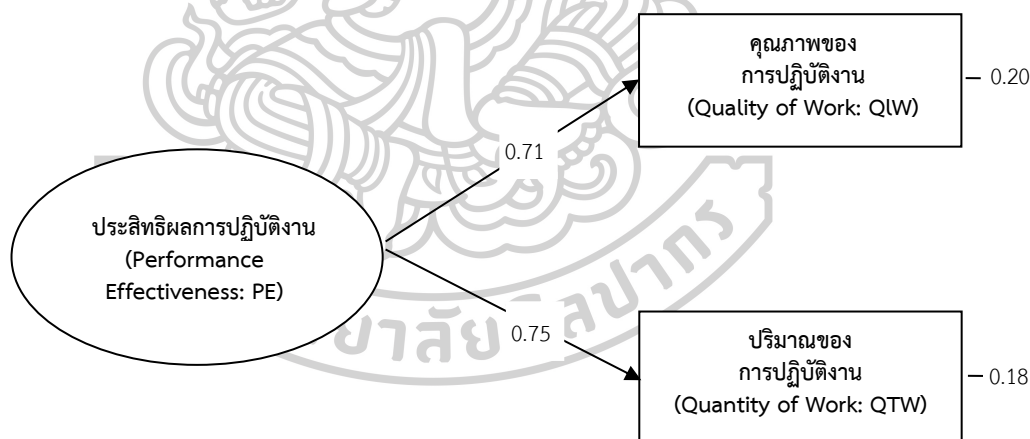 คุณภาพของ
การปฏิบัติงาน
(Quality of Work: QlW)
0.20
0.71
ประสิทธิผลการปฏิบัติงาน
(Performance
Effectiveness: PE)
0.75
ปริมาณของ
การปฏิบัติงาน
(Quantity of Work: QTW)
0.18